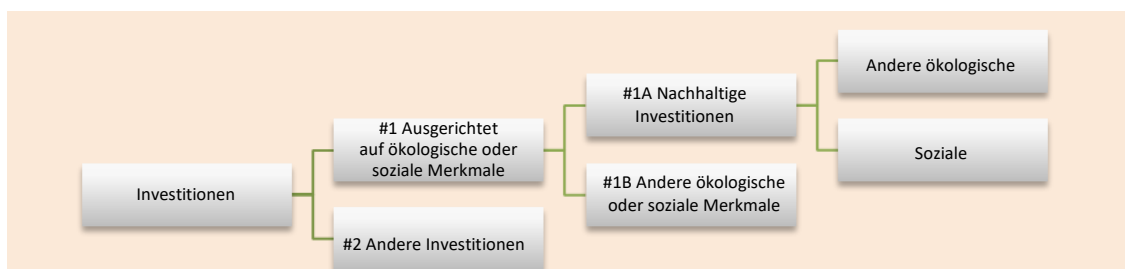 Investitionen
#1 Ausgerichtet
auf ökologische oder
soziale Merkmale
#2 Andere Investitionen
#1A Nachhaltige
Investitionen
#1B Andere ökologische
oder soziale Merkmale
Andere ökologische
Soziale